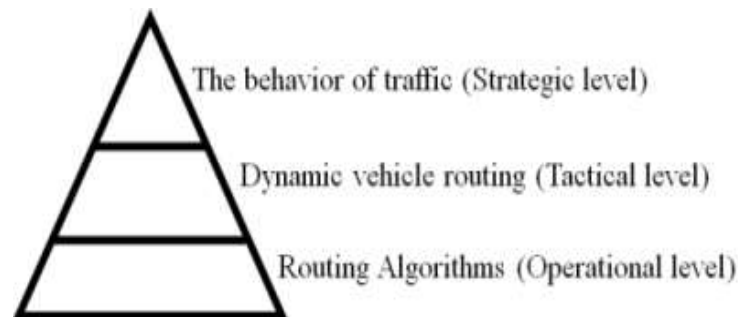 The behavior of traffic (Strategic level)
Dynamic vehicle routing (Tactical level)
Routing Algorithms (Operational level)